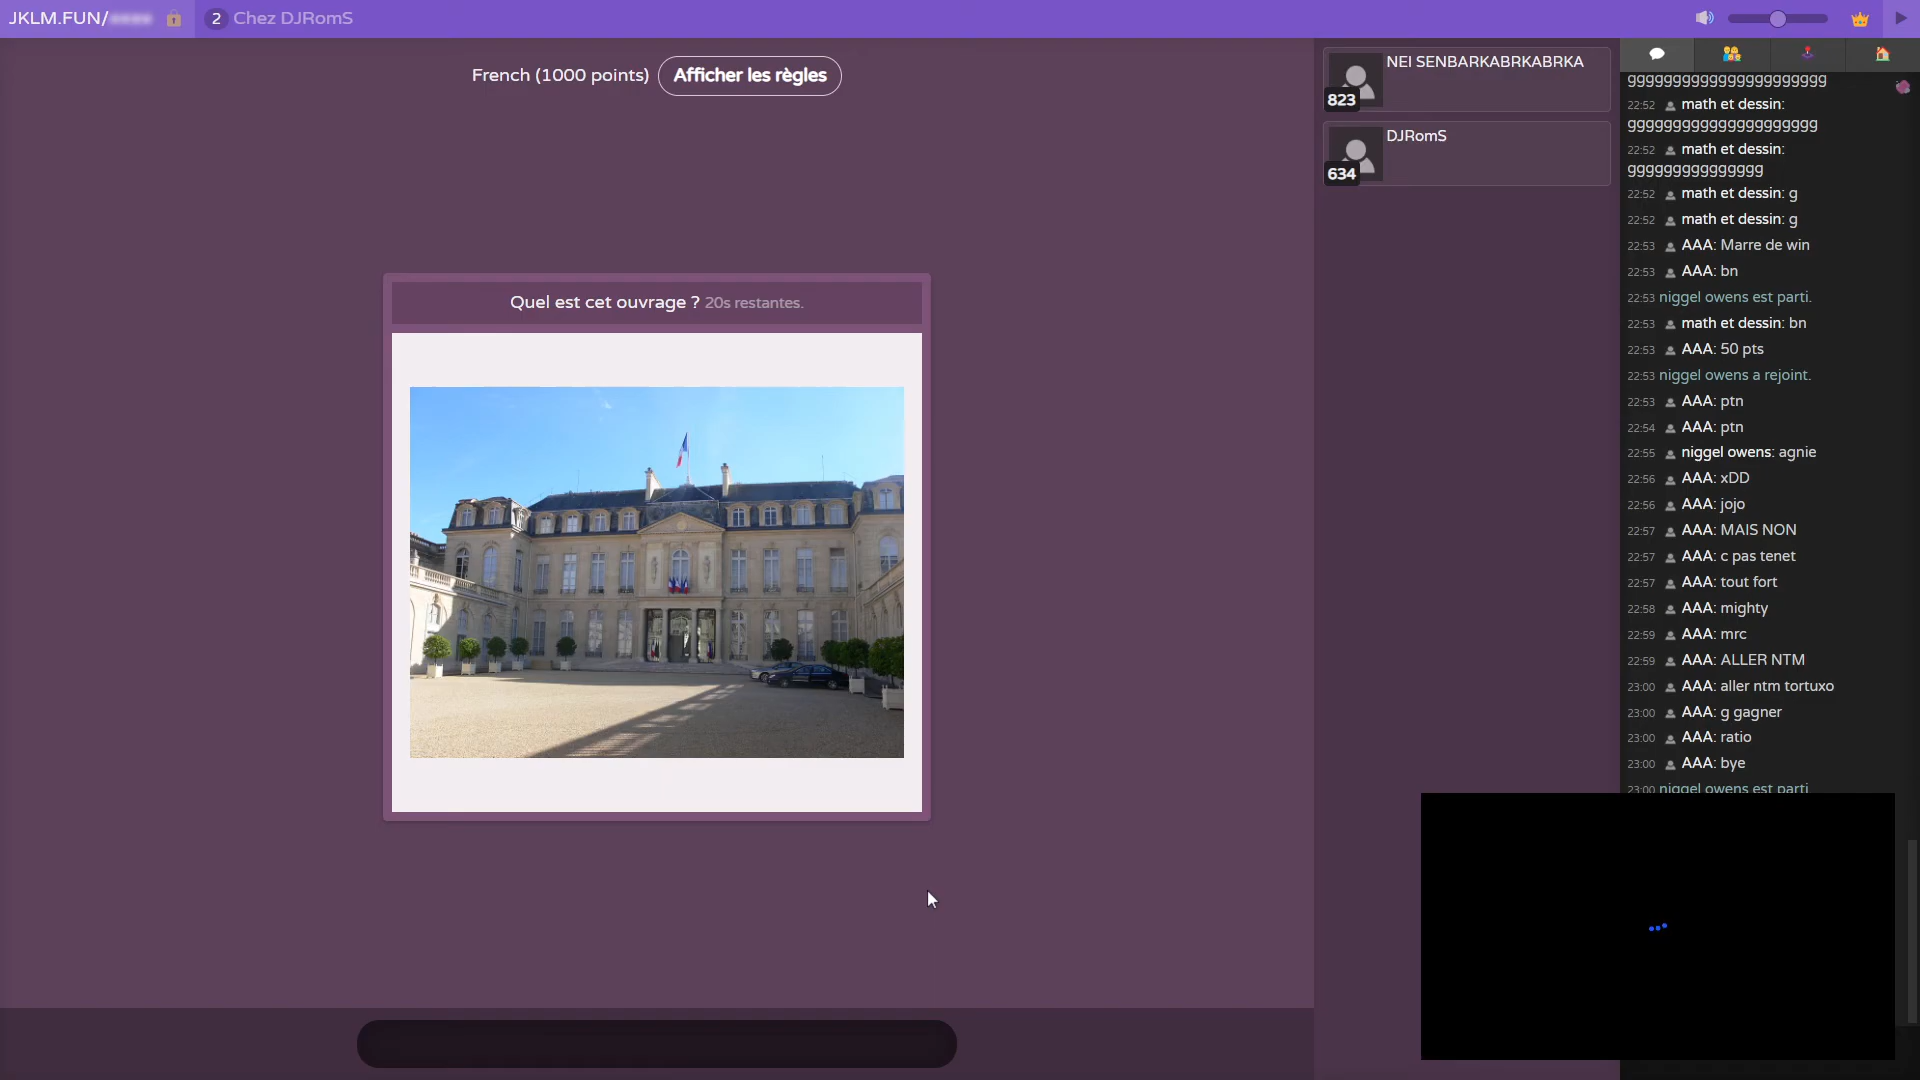 JKLM.FUN/
2 Chez DJRomS
French (1000 points) Afficher les règles
Quel est cet ouvrage ? 20s restantes.
NEI SENBARKABRKABRKA
823
DJRomS
634
gggggggggggggggggggggg
22:52 math et dessin:
ggggggggggggggggggggg
22:52 math et dessin:
ggggggggggggggg
22:52 math et dessin: g
22:52 math et dessin: g
22:53 AAA: Marre de win
22:53 AAA: bn
22:53 niggel owens est parti.
22:53 math et dessin: bn
22:53 AAA: 50 pts
22:53 niggel owens a rejoint.
22:53 AAA: ptn
22:54 AAA: ptn
22:55 niggel owens: agnie
22:56 AAA: xDD
22:56 AAA: jojo
22:57 AAA: MAIS NON
22:57 AAA: c pas tenet
22:57 AAA: tout fort
22:58 AAA: mighty
22:59 AAA: mrc
22:59 AAA: ALLER NTM
23:00 AAA: aller ntm tortuxo
23:00 AAA: g gagner
23:00 AAA: ratio
23:00 AAA: bye
23:00 niggel owens est parti